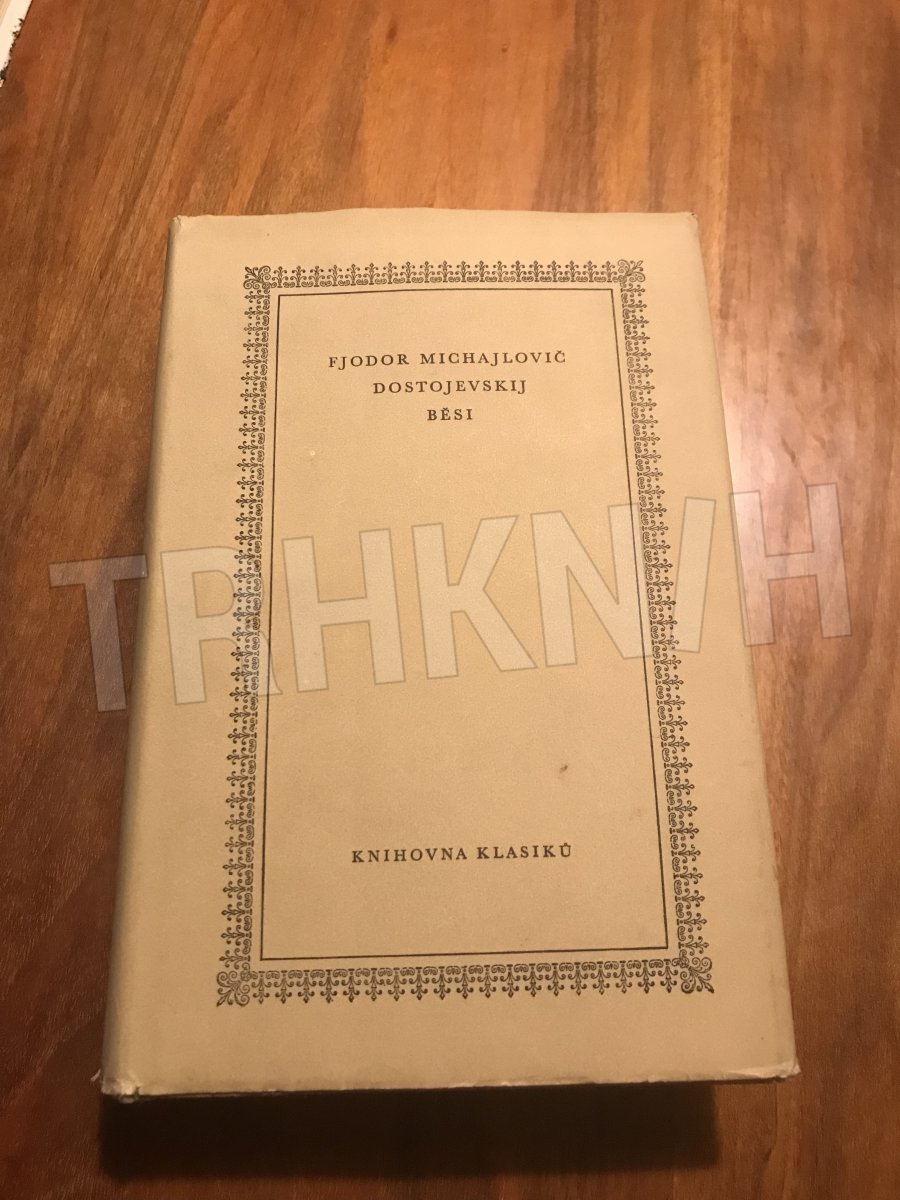 FJODOR MICHAJLOVIČ
DOSTOJEVSKIJ
BĚSI
TRHKNIH
KNIHOVNA KLASIKŮ